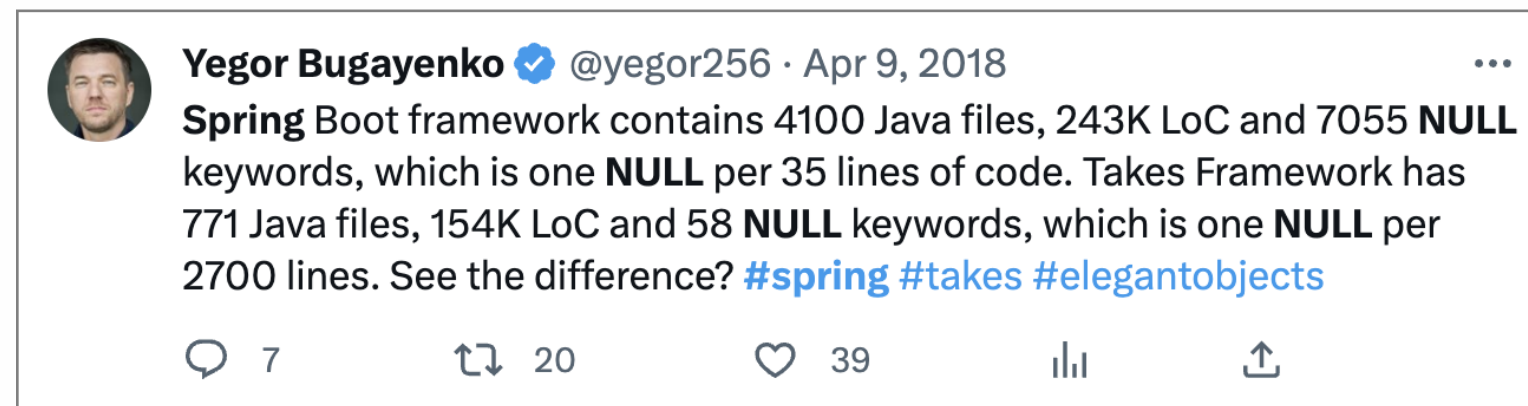 Yegor Bugayenko @yegor256 · Apr 9, 2018
Spring Boot framework contains 4100 Java files, 243K LoC and 7055 NULL
keywords, which is one NULL per 35 lines of code. Takes Framework has
771 Java files, 154K LoC and 58 NULL keywords, which is one NULL per
2700 lines. See the difference? #spring #takes #elegantobjects
7 20 39